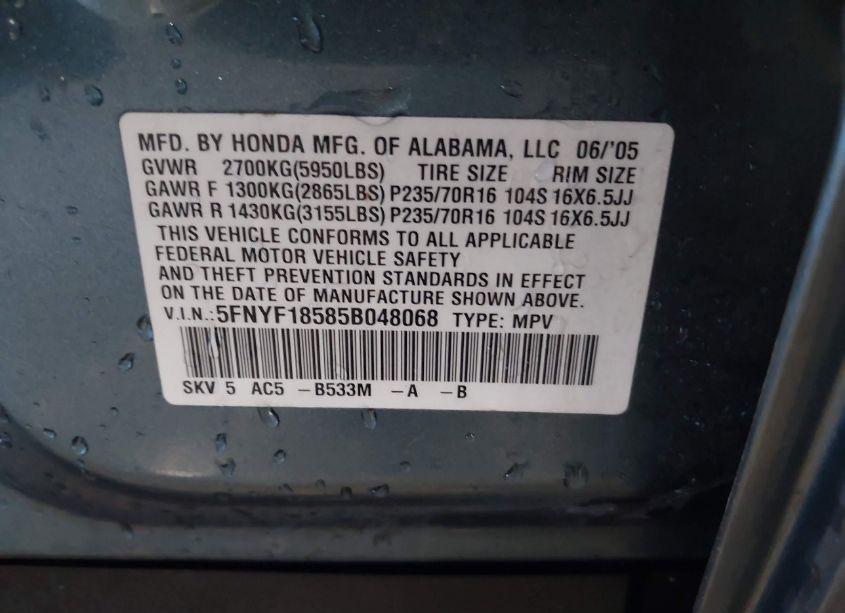 MFD. BY HONDA MFG. OF ALABAMA, LLC 06/'05
GVWR 2700KG(5950LBS) TIRE SIZE RIM SIZE
GAWR F 1300KG(2865LBS) P235/70R16 104S 16X6.5JJ
GAWR R 1430KG(3155LBS) P235/70R16 104S 16X6.5JJ
THIS VEHICLE CONFORMS TO ALL APPLICABLE
FEDERAL MOTOR VEHICLE SAFETY
AND THEFT PREVENTION STANDARDS IN EFFECT
ON THE DATE OF MANUFACTURE SHOWN ABOVE.
V.I.N.: 5FNYF18585B048068 TYPE: MPV
SKV 5 AC5 -B533M -A -B